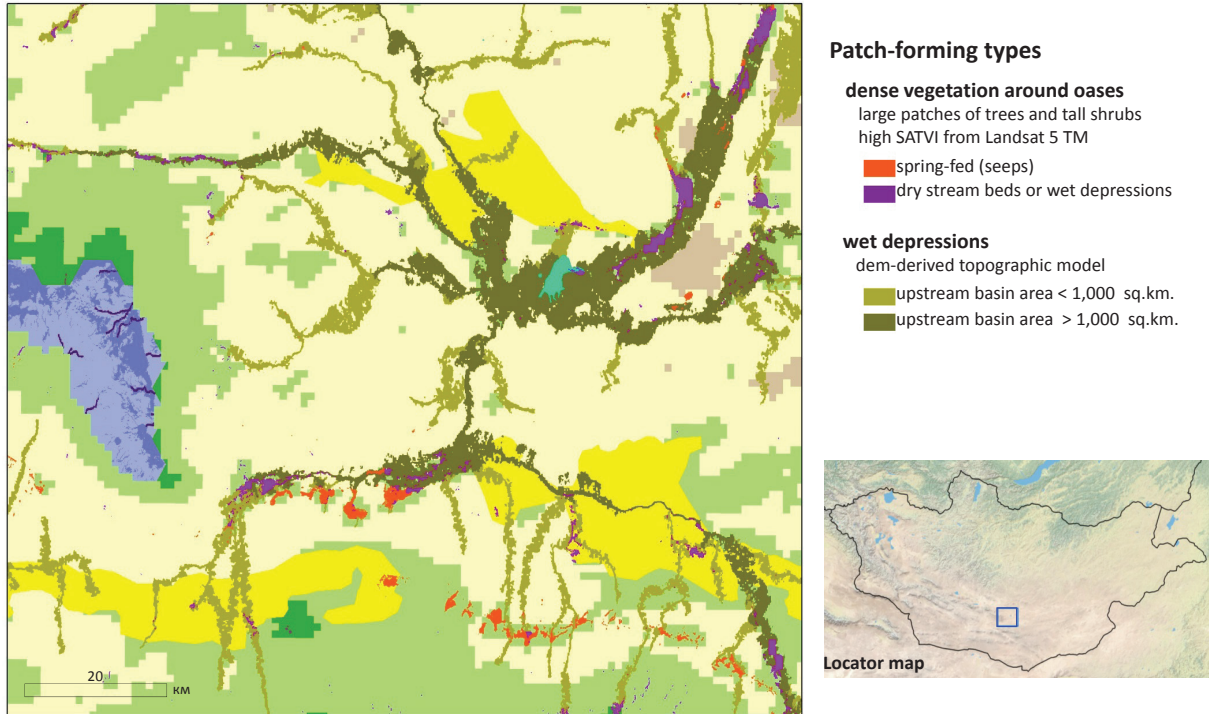 Patch-forming types
dense vegetation around oases
large patches of trees and tall shrubs
high SATVI from Landsat 5 TM
spring-fed (seeps)
dry stream beds or wet depressions
wet depressions
dem-derived topographic model
upstream basin area < 1,000 sq.km.
upstream basin area > 1,000 sq.km.
20
KM
Locator map